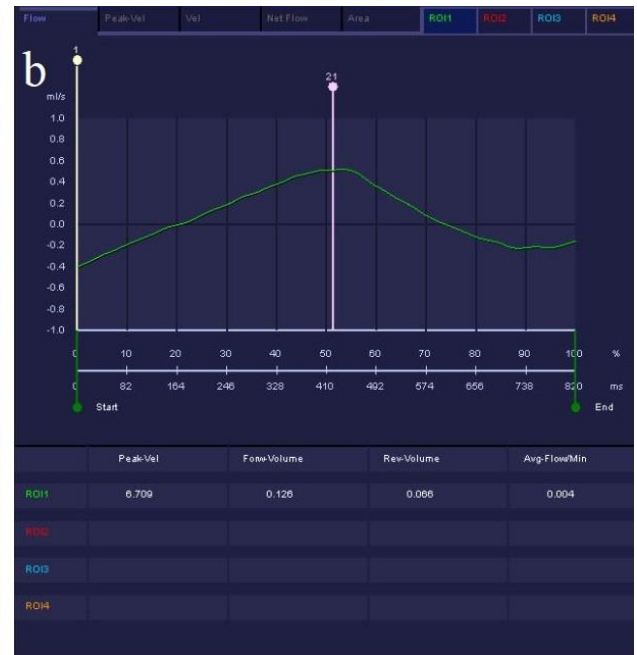 Flow Peak-Vel Vel Net Flow Area ROI1 ROI2 ROI3 ROI4
b
1
21
ml/s
1.0
0.8
0.6
0.4
0.2
0.0
-0.2
-0.4
-0.6
-0.8
-1.0
0 10 20 30 40 50 60 70 80 90 100 %
0 82 164 246 328 410 492 574 656 738 820 ms
Start End
Peak-Vel Forw-Volume Rev-Volume Avg-Flow/Min
ROI1 6.709 0.126 0.066 0.004
ROI2
ROI3
ROI4